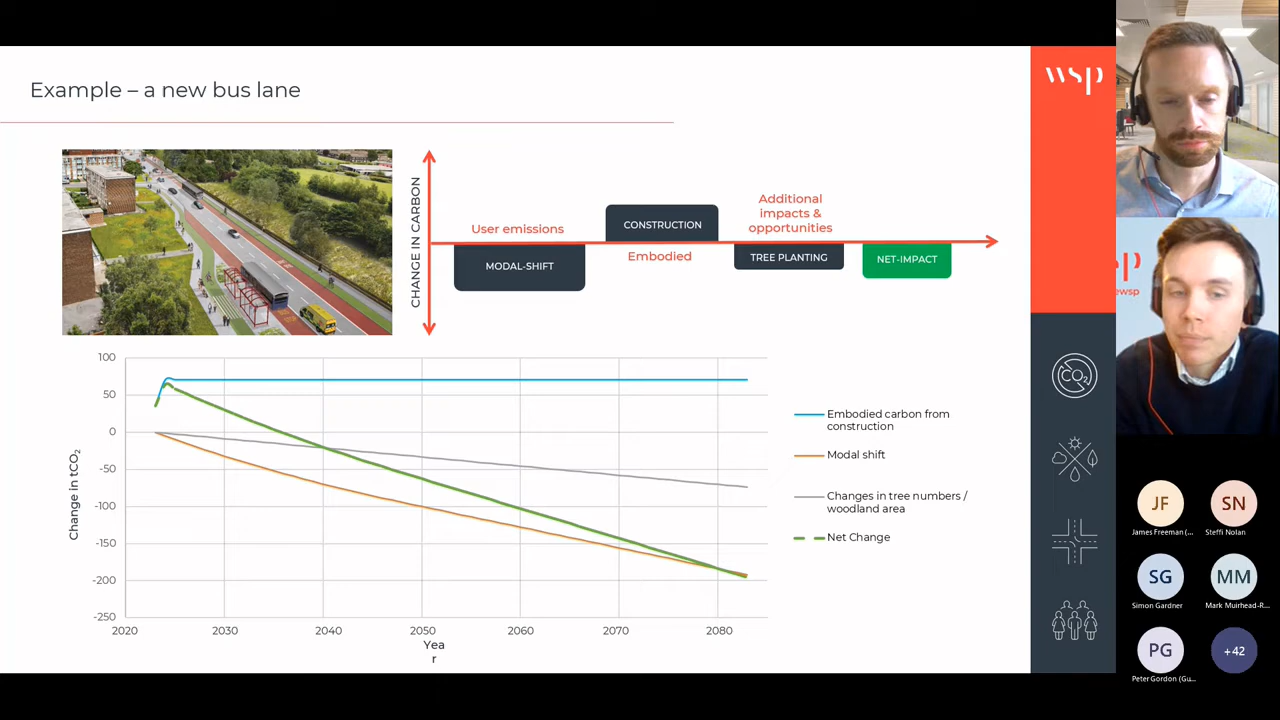 Example – a new bus lane
wsp
CHANGE IN CARBON
User emissions
MODAL-SHIFT
CONSTRUCTION
Embodied
Additional
impacts &
opportunities
TREE PLANTING
NET-IMPACT
100
50
0
-50
-100
-150
-200
-250
Change in tCO2
2020
2030
2040
2050
2060
2070
2080
Yea
r
Embodied carbon from
construction
Modal shift
Changes in tree numbers /
woodland area
Net Change
CO2
sp
ewsp
JF
James Freeman (...
SN
Steffi Nolan
SG
Simon Gardner
MM
Mark Muirhead-R...
PG
Peter Gordon (Gu...
+42